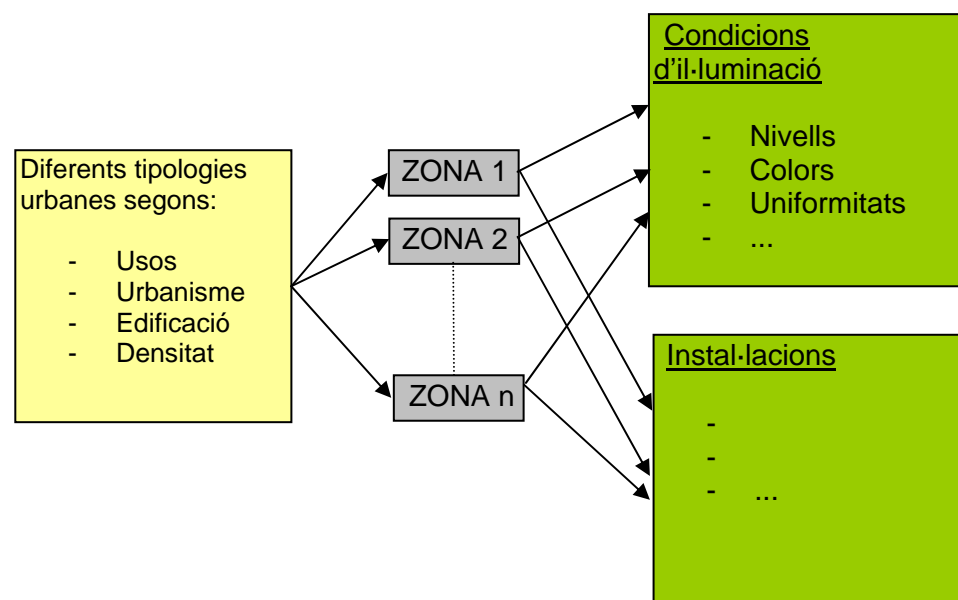 Diferents tipologies
urbanes segons:
- Usos
- Urbanisme
- Edificació
- Densitat
ZONA 1
ZONA 2
ZONA n
Condicions
d'il·luminació
- Nivells
- Colors
- Uniformitats
- ...
Instal·lacions
-
-
- ...